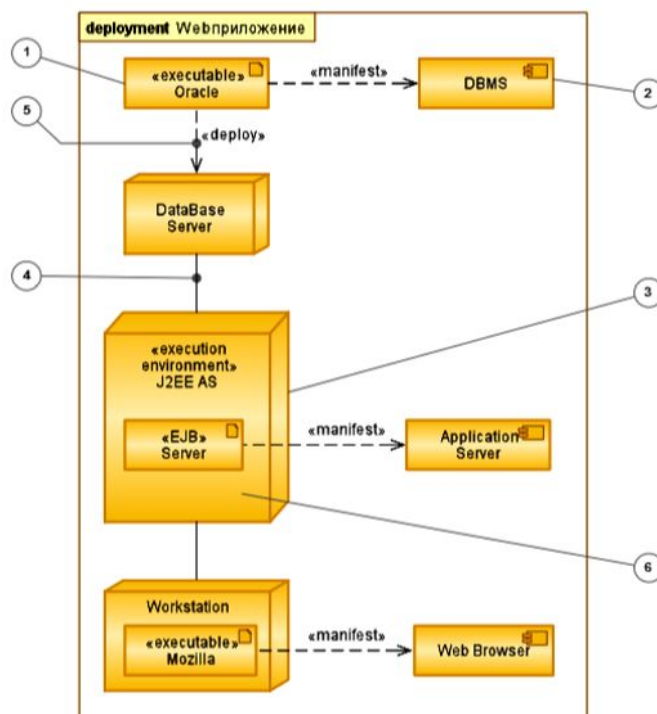 deployment Webприложение
1
«executable»
Oracle
«manifest»
DBMS
2
5
«deploy»
DataBase
Server
4
3
«execution
environment»
J2EE AS
«EJB»
Server
«manifest»
Application
Server
6
Workstation
«executable»
Mozilla
«manifest»
Web Browser